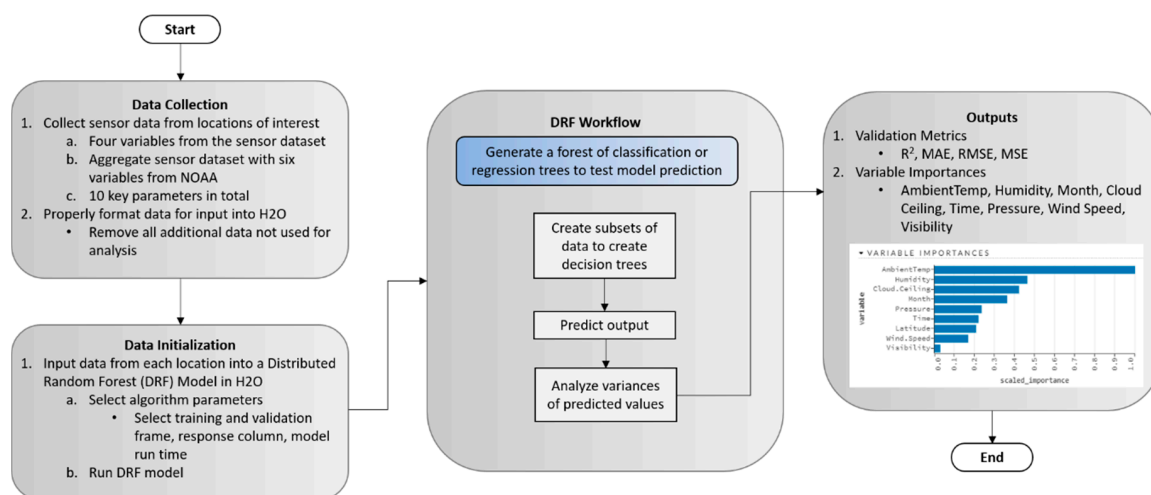 Start
Data Collection
1. Collect sensor data from locations of interest
a. Four variables from the sensor dataset
b. Aggregate sensor dataset with six
variables from NOAA
c. 10 key parameters in total
2. Properly format data for input into H2O
• Remove all additional data not used for
analysis
Data Initialization
1. Input data from each location into a Distributed
Random Forest (DRF) Model in H2O
a. Select algorithm parameters
• Select training and validation
frame, response column, model
run time
b. Run DRF model
DRF Workflow
Generate a forest of classification or
regression trees to test model prediction
Create subsets
of data to create
decision trees
Predict output
Analyze variances
of predicted values
Outputs
1. Validation Metrics
• R², MAE, RMSE, MSE
2. Variable Importances
• AmbientTemp, Humidity, Month, Cloud
Ceiling, Time, Pressure, Wind Speed,
Visibility
▾ VARIABLE IMPORTANCES
variable
AmbientTemp
Humidity
Cloud.Ceiling
Month
Pressure
Time
Latitude
Wind.Speed
Visibility
0.0 0.1 0.2 0.3 0.4 0.5 0.6 0.7 0.8 0.9 1.0
scaled_importance
End